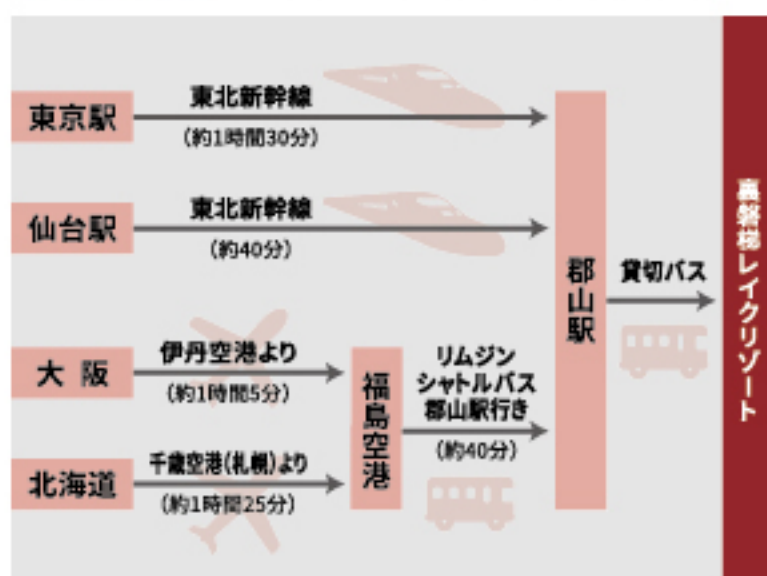 東京駅
東北新幹線
(約1時間30分)
仙台駅
東北新幹線
(約40分)
大 阪
伊丹空港より
(約1時間5分)
北海道
千歳空港(札幌)より
(約1時間25分)
福島空港
リムジン
シャトルバス
郡山駅行き
(約40分)
郡山駅
貸切バス
裏磐梯レイクリゾート